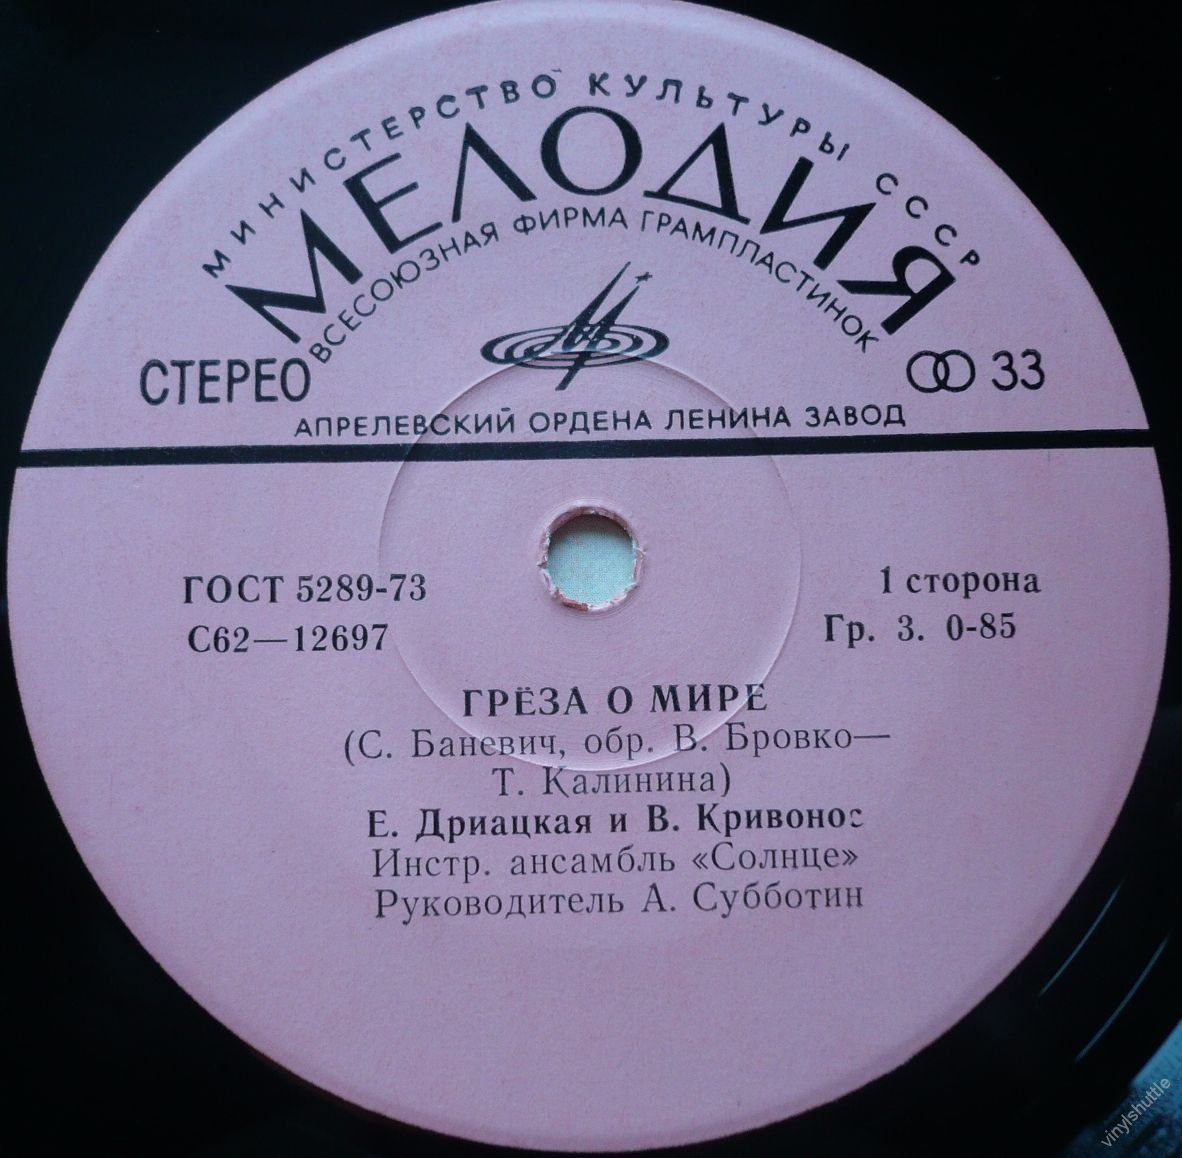 МИНИСТЕРСТВО КУЛЬТУРЫ СССР
МЕЛОДИЯ
ВСЕСОЮЗНАЯ ФИРМА ГРАМПЛАСТИНОК
СТЕРЕО
33
АПРЕЛЕВСКИЙ ОРДЕНА ЛЕНИНА ЗАВОД
ГОСТ 5289-73
1 сторона
С62—12697
Гр. 3. 0-85
ГРЁЗА О МИРЕ
(С. Баневич, обр. В. Бровко—
Т. Калинина)
Е. Дриацкая и В. Кривонос
Инстр. ансамбль «Солнце»
Руководитель А. Субботин
vinylshuttle